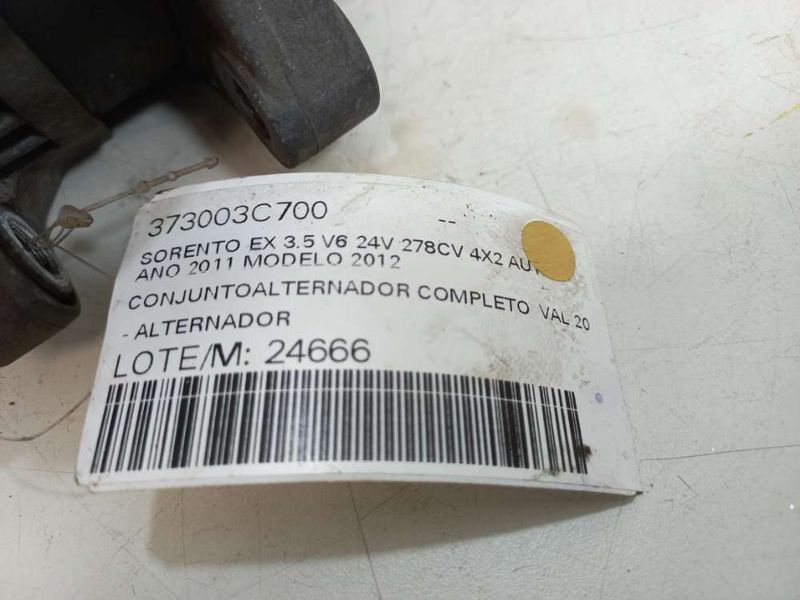 373003C700 --
SORENTO EX 3.5 V6 24V 278CV 4X2
ANO 2011 MODELO 2012
CONJUNTOALTERNADOR COMPLETO VAL 20
- ALTERNADOR
LOTE/M: 24666